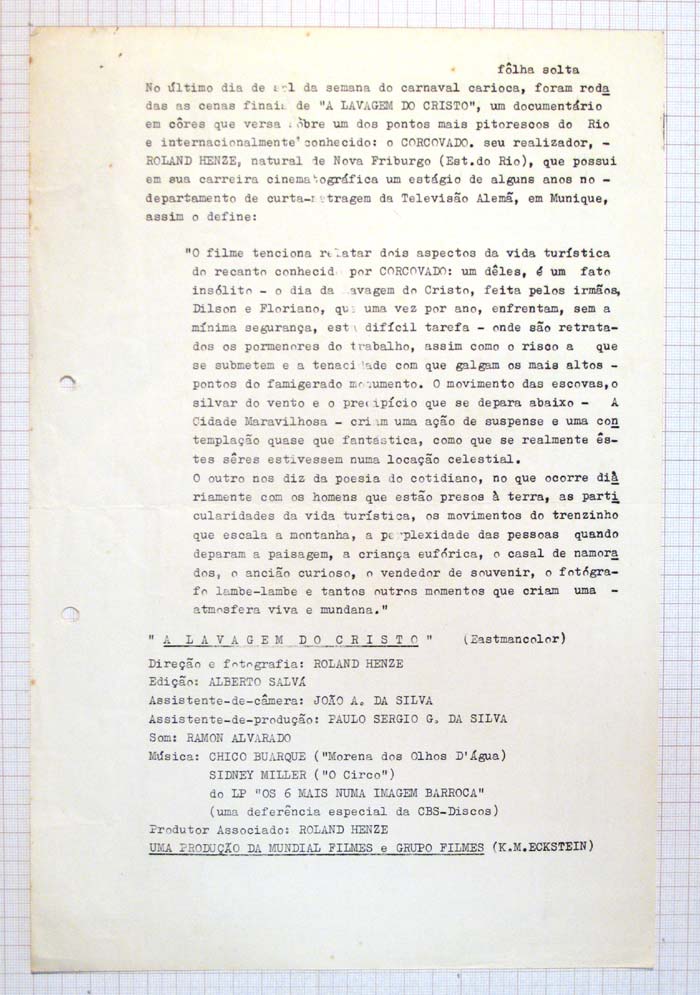 fôlha solta
No último dia de sol da semana do carnaval carioca, foram roda
das as cenas finais de "A LAVAGEM DO CRISTO", um documentário
em côres que versa sôbre um dos pontos mais pitorescos do Rio
e internacionalmente conhecido: o CORCOVADO. seu realizador, -
ROLAND HENZE, natural de Nova Friburgo (Est.do Rio), que possui
em sua carreira cinematográfica um estágio de alguns anos no -
departamento de curta-metragem da Televisão Alemã, em Munique,
assim o define:
"O filme tenciona relatar dois aspectos da vida turística
do recanto conhecido por CORCOVADO: um dêles, é um fato
insólito - o dia da lavagem do Cristo, feita pelos irmãos,
Dilson e Floriano, que uma vez por ano, enfrentam, sem a
mínima segurança, esta difícil tarefa - onde são retrata-
dos os pormenores do trabalho, assim como o risco a que
se submetem e a tenacidade com que galgam os mais altos -
pontos do famigerado monumento. O movimento das escovas,o
silvar do vento e o precipício que se depara abaixo - A
Cidade Maravilhosa - criam uma ação de suspense e uma con
templação quase que fantástica, como que se realmente ês-
tes sêres estivessem numa locação celestial.
O outro nos diz da poesia do cotidiano, no que ocorre dià
riamente com os homens que estão presos à terra, as parti
cularidades da vida turística, os movimentos do trenzinho
que escala a montanha, a perplexidade das pessoas quando
deparam a paisagem, a criança eufórica, o casal de namora
dos, o ancião curioso, o vendedor de souvenir, o fotógra-
fo lambe-lambe e tantos outros momentos que criam uma -
atmosfera viva e mundana."
" A LAVAGEM DO CRISTO " (Eastmancolor)
Direção e fotografia: ROLAND HENZE
Edição: ALBERTO SALVÁ
Assistente-de-câmera: JOÃO A. DA SILVA
Assistente-de-produção: PAULO SERGIO G. DA SILVA
Som: RAMON ALVARADO
Música: CHICO BUARQUE ("Morena dos Olhos D'Água)
SIDNEY MILLER ("O Circo")
do LP "OS 6 MAIS NUMA IMAGEM BARROCA"
(uma deferência especial da CBS-Discos)
Produtor Associado: ROLAND HENZE
UMA PRODUÇÃO DA MUNDIAL FILMES e GRUPO FILMES (K.M.ECKSTEIN)